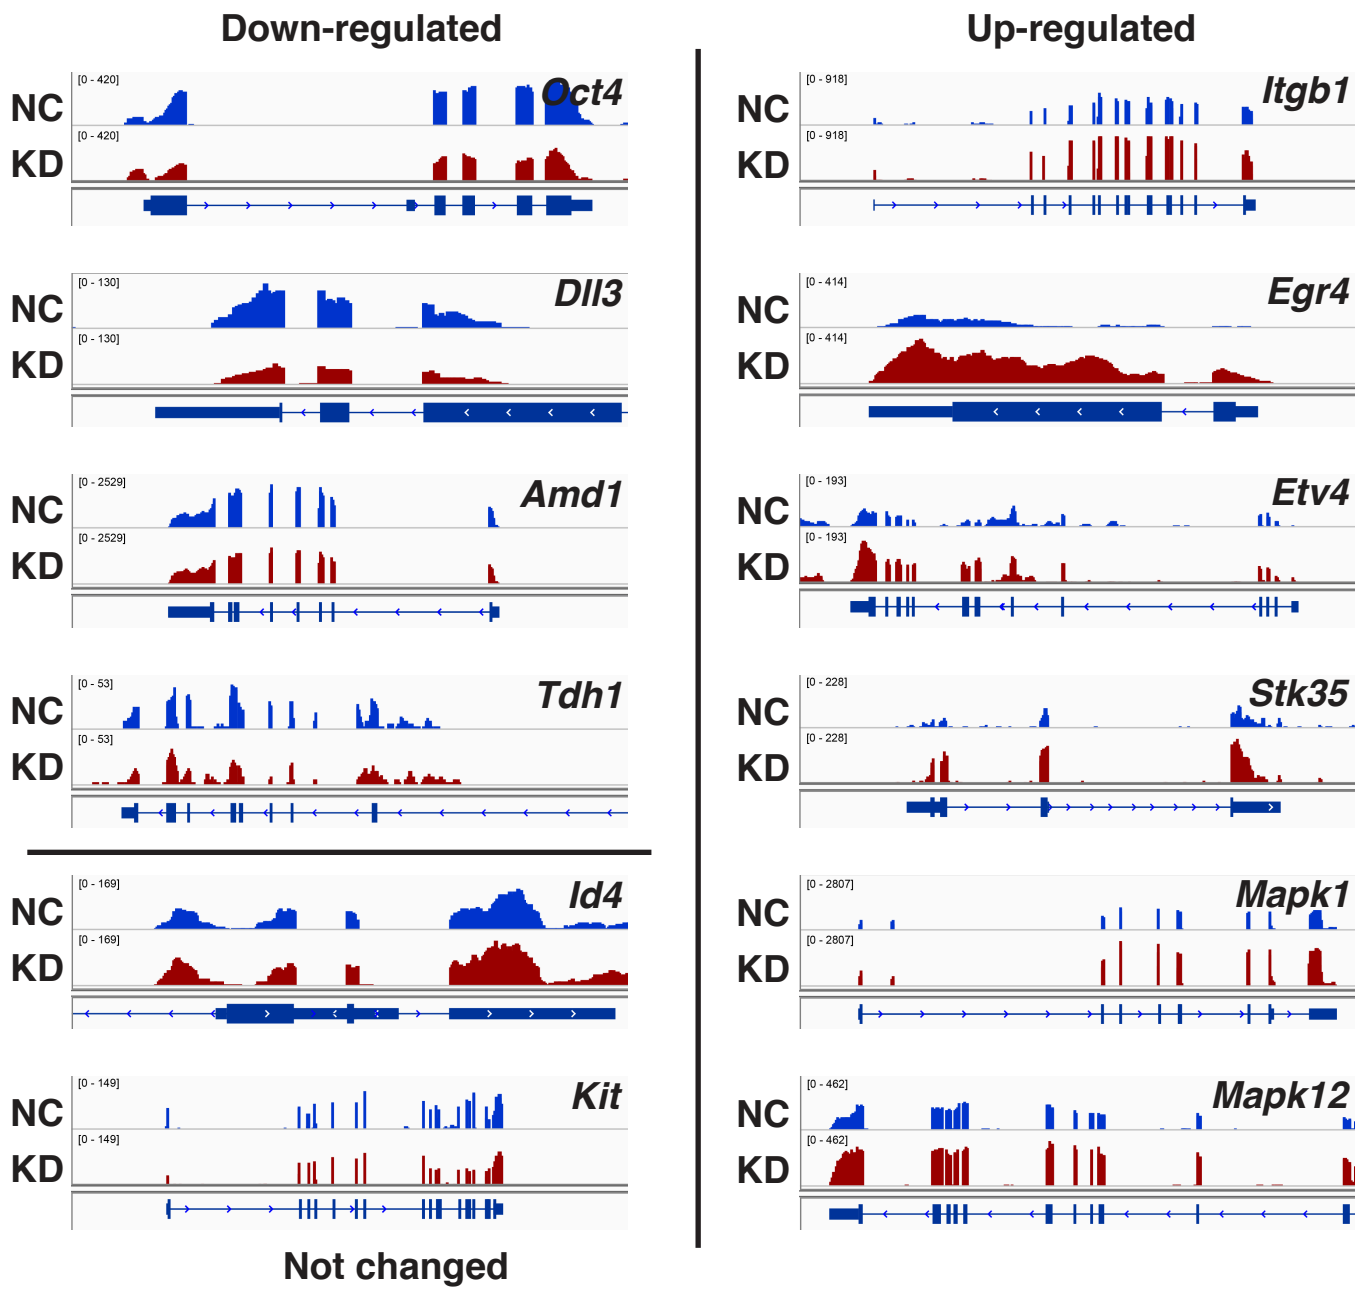 Down-regulated
[0 - 420]
Oct4
NC
[0 - 420]
KD
[0 - 130]
Dll3
NC
[0 - 130]
KD
[0 - 2529]
Amd1
NC
[0 - 2529]
KD
[0 - 53]
Tdh1
NC
[0 - 53]
KD
[0 - 169]
Id4
NC
[0 - 169]
KD
[0 - 149]
Kit
NC
[0 - 149]
KD
Not changed
Up-regulated
[0 - 918]
Itgb1
NC
[0 - 918]
KD
[0 - 414]
Egr4
NC
[0 - 414]
KD
[0 - 193]
Etv4
NC
[0 - 193]
KD
[0 - 228]
Stk35
NC
[0 - 228]
KD
[0 - 2807]
Mapk1
NC
[0 - 2807]
KD
[0 - 462]
Mapk12
NC
[0 - 462]
KD